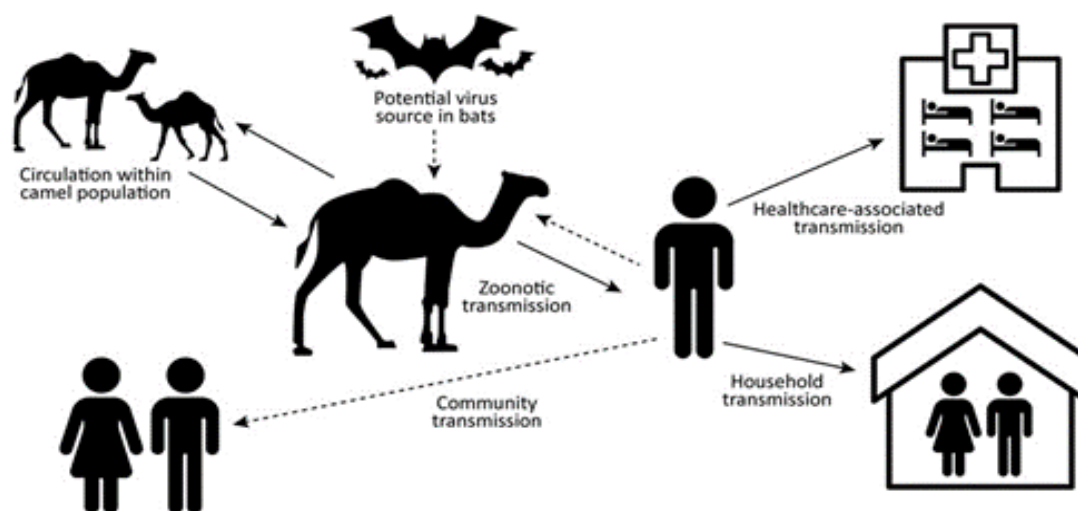 Potential virus
source in bats
Circulation within
camel population
Healthcare-associated
transmission
Zoonotic
transmission
Household
transmission
Community
transmission